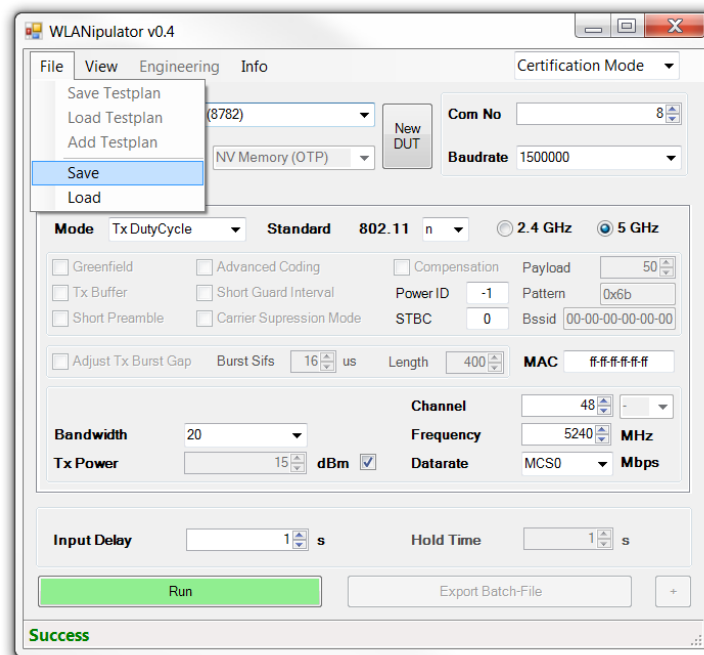 WLANipulator v0.4
File View Engineering Info Certification Mode
Save Testplan
Load Testplan
Add Testplan
Save
Load
(8782)
New
DUT
Com No 8
NV Memory (OTP)
Baudrate 1500000
Mode Tx DutyCycle Standard 802.11 n 2.4 GHz 5 GHz
Greenfield Advanced Coding Compensation Payload 50
Tx Buffer Short Guard Interval Power ID -1 Pattern 0x6b
Short Preamble Carrier Supression Mode STBC 0 Bssid 00-00-00-00-00-00
Adjust Tx Burst Gap Burst Sifs 16 us Length 400 MAC ff-ff-ff-ff-ff-ff
Channel 48 -
Bandwidth 20 Frequency 5240 MHz
Tx Power 15 dBm Datarate MCS0 Mbps
Input Delay 1 s Hold Time 1 s
Run Export Batch-File +
Success